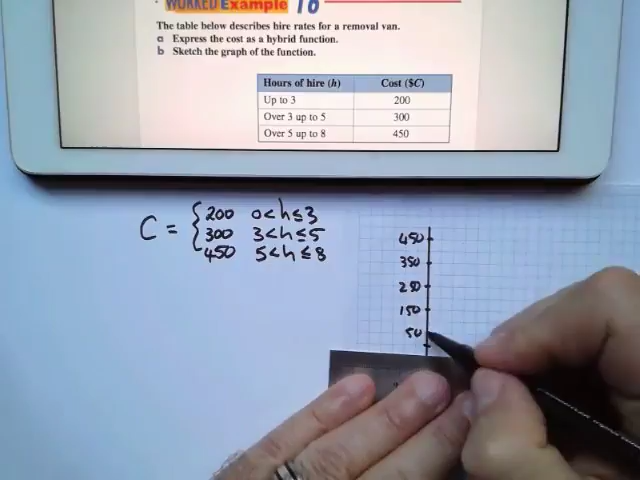 WORKED Example 18
The table below describes hire rates for a removal van.
a Express the cost as a hybrid function.
b Sketch the graph of the function.
Hours of hire (h) Cost ($C)
Up to 3 200
Over 3 up to 5 300
Over 5 up to 8 450
C = { 200 0<h≤3
300 3<h≤5
450 5<h≤8
450
350
250
150
50